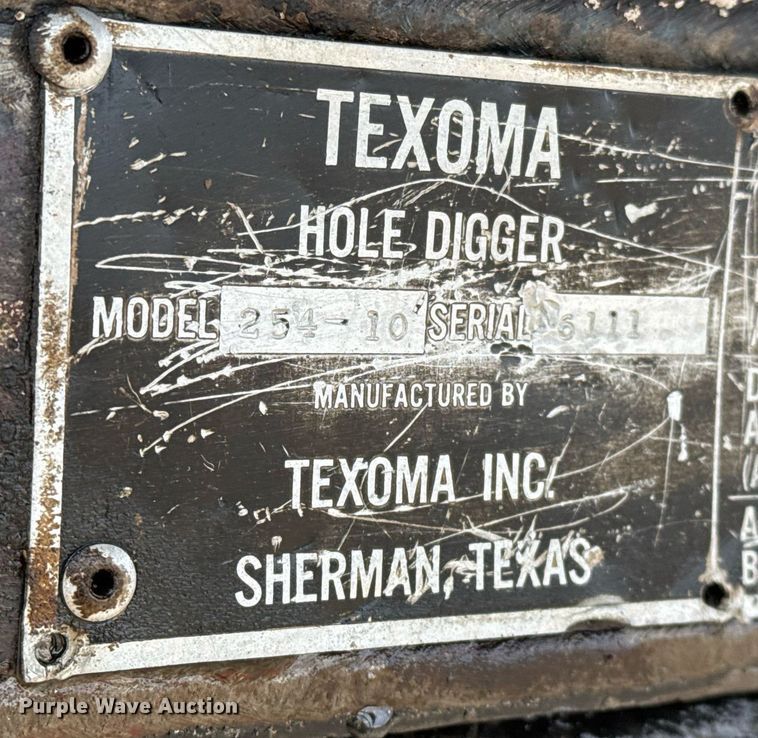 TEXOMA
HOLE DIGGER
MODEL 254-10 SERIAL 6111
MANUFACTURED BY
TEXOMA INC.
SHERMAN, TEXAS
Purple Wave Auction